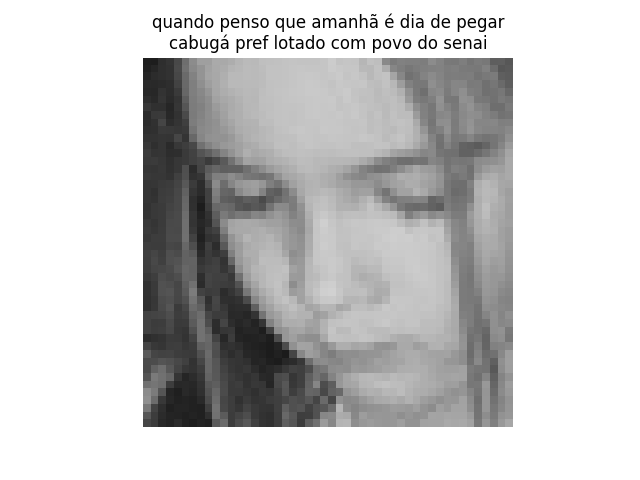 quando penso que amanhã é dia de pegar
cabugá pref lotado com povo do senai